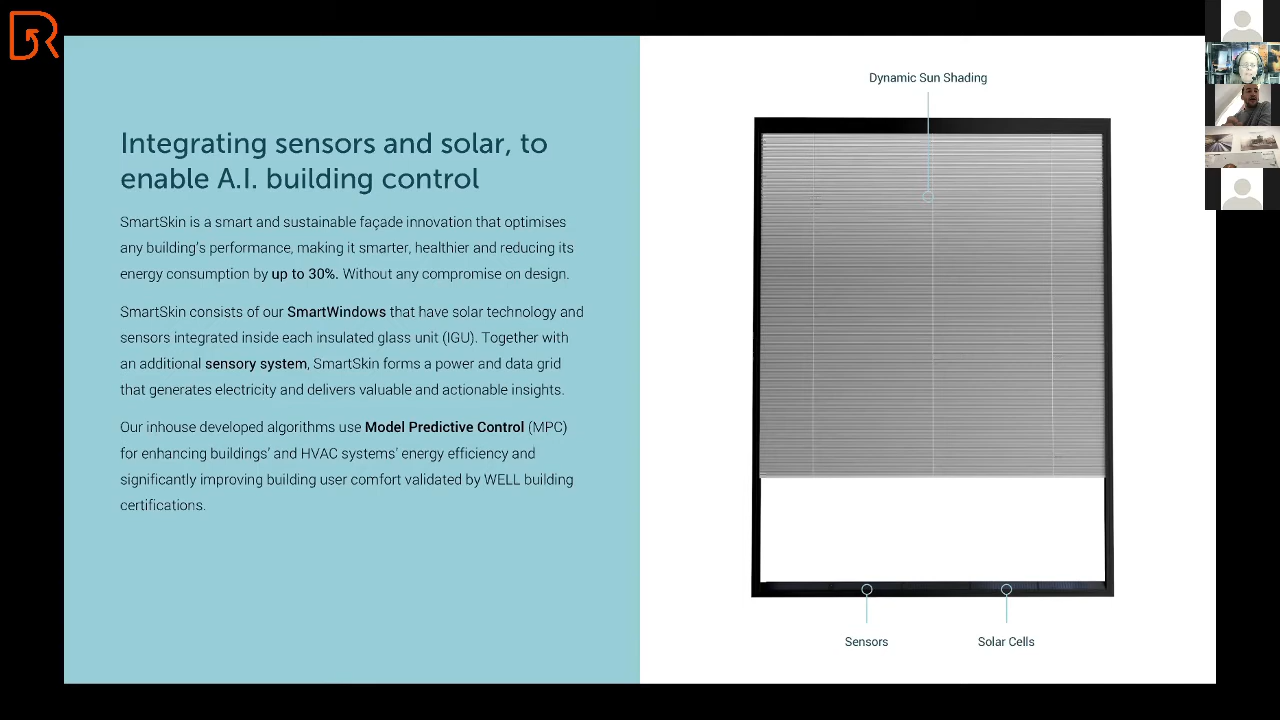 Integrating sensors and solar, to
enable A.I. building control
SmartSkin is a smart and sustainable façade innovation that optimises
any building's performance, making it smarter, healthier and reducing its
energy consumption by up to 30%. Without any compromise on design.
SmartSkin consists of our SmartWindows that have solar technology and
sensors integrated inside each insulated glass unit (IGU). Together with
an additional sensory system, SmartSkin forms a power and data grid
that generates electricity and delivers valuable and actionable insights.
Our inhouse developed algorithms use Model Predictive Control (MPC)
for enhancing buildings' and HVAC systems' energy efficiency and
significantly improving building user comfort validated by WELL building
certifications.
Dynamic Sun Shading
Sensors
Solar Cells